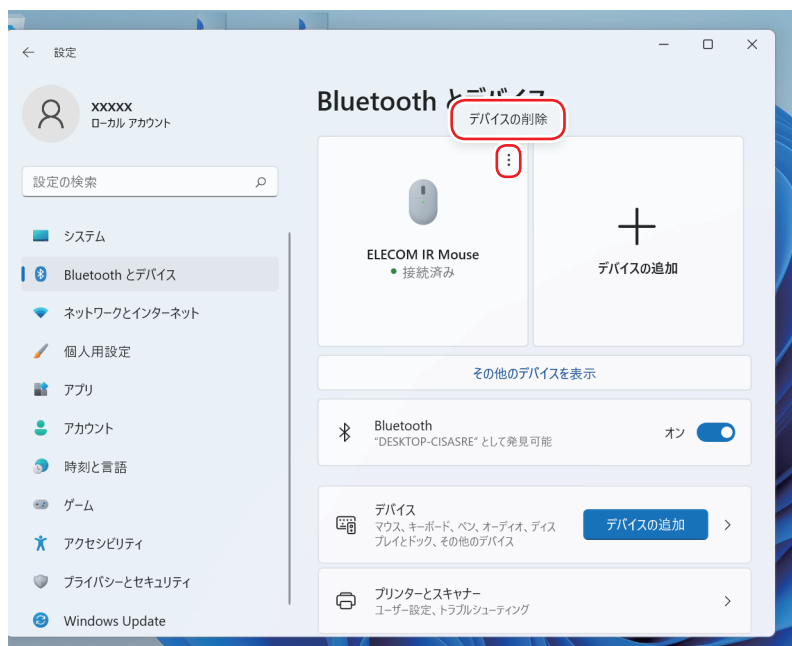 設定
xxxxx
ローカル アカウント
設定の検索
システム
Bluetooth とデバイス
ネットワークとインターネット
個人用設定
アプリ
アカウント
時刻と言語
ゲーム
アクセシビリティ
プライバシーとセキュリティ
Windows Update
Bluetooth とデバイス
デバイスの削除
ELECOM IR Mouse
接続済み
デバイスの追加
その他のデバイスを表示
Bluetooth
"DESKTOP-CISASRE" として発見可能
オン
デバイス
マウス、キーボード、ペン、オーディオ、ディス
プレイとドック、その他のデバイス
デバイスの追加
プリンターとスキャナー
ユーザー設定、トラブルシューティング